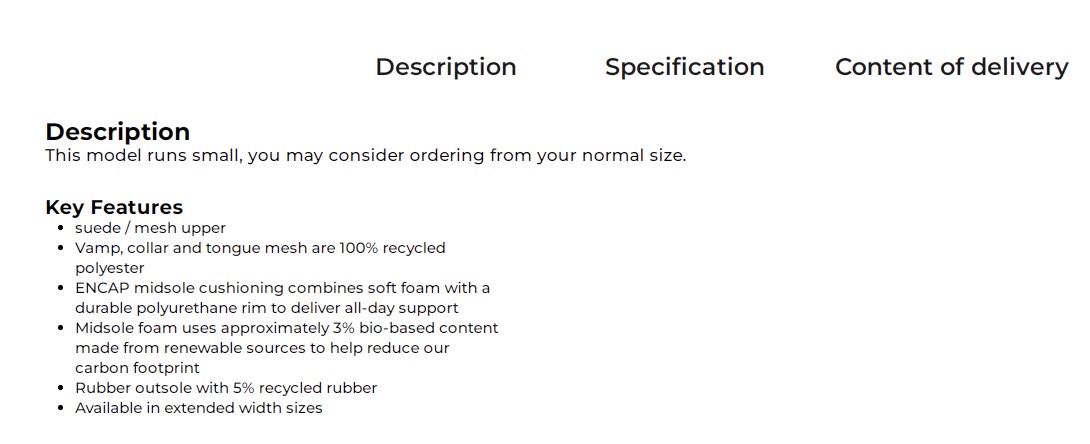 Description Specification Content of delivery
Description
This model runs small, you may consider ordering from your normal size.
Key Features
• suede / mesh upper
• Vamp, collar and tongue mesh are 100% recycled
polyester
• ENCAP midsole cushioning combines soft foam with a
durable polyurethane rim to deliver all-day support
• Midsole foam uses approximately 3% bio-based content
made from renewable sources to help reduce our
carbon footprint
• Rubber outsole with 5% recycled rubber
• Available in extended width sizes